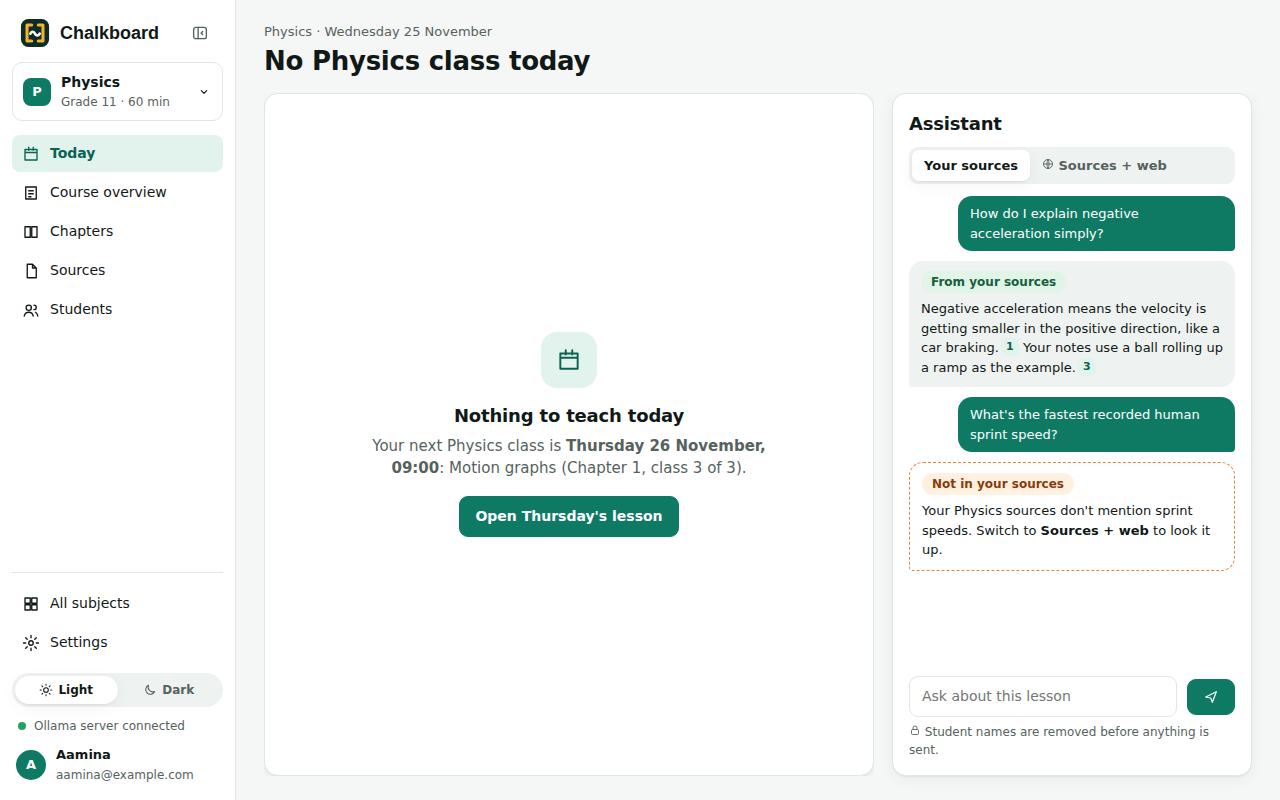 Chalkboard
P
Physics
Grade 11 · 60 min
Today
Course overview
Chapters
Sources
Students
All subjects
Settings
Light
Dark
Ollama server connected
A
Aamina
aamina@example.com
Physics · Wednesday 25 November
No Physics class today
Nothing to teach today
Your next Physics class is Thursday 26 November,
09:00: Motion graphs (Chapter 1, class 3 of 3).
Open Thursday's lesson
Assistant
Your sources
Sources + web
How do I explain negative
acceleration simply?
From your sources
Negative acceleration means the velocity is
getting smaller in the positive direction, like a
car braking. 1 Your notes use a ball rolling up
a ramp as the example. 3
What's the fastest recorded human
sprint speed?
Not in your sources
Your Physics sources don't mention sprint
speeds. Switch to Sources + web to look it
up.
Ask about this lesson
Student names are removed before anything is
sent.